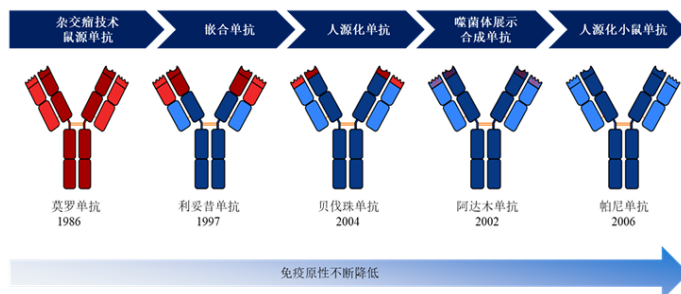 杂交瘤技术
鼠源单抗
嵌合单抗
人源化单抗
噬菌体展示
合成单抗
人源化小鼠单抗
莫罗单抗
1986
利妥昔单抗
1997
贝伐珠单抗
2004
阿达木单抗
2002
帕尼单抗
2006
免疫原性不断降低